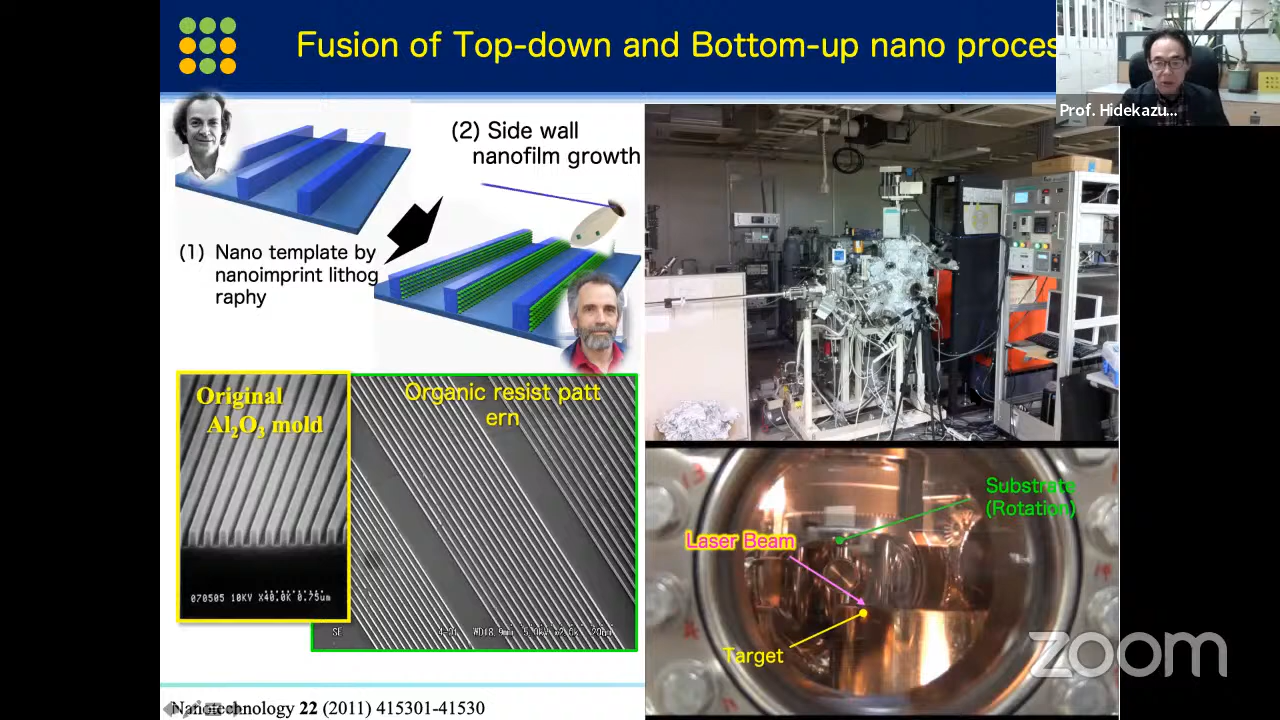 Fusion of Top-down and Bottom-up nano proces
Prof. Hidekazu...
(2) Side wall
nanofilm growth
(1) Nano template by
nanoimprint lithog
raphy
Original
Al₂O₃ mold
Organic resist patt
ern
070505 10KV X40.0K 0.75um
SE
Substrate
(Rotation)
Laser Beam
Target
zoom
Nanotechnology 22 (2011) 415301-41530